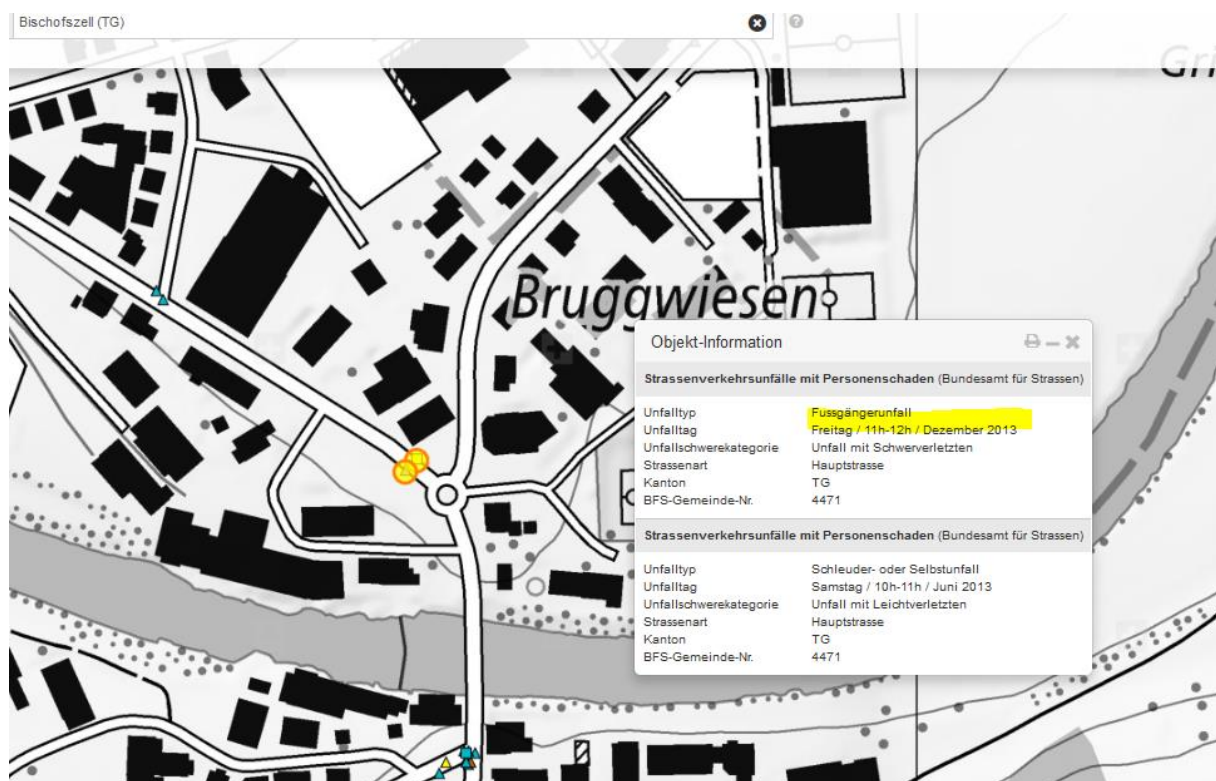 Bischofszell (TG)
Gri
Bruggwiesen
Objekt-Information
Strassenverkehrsunfälle mit Personenschaden (Bundesamt für Strassen)
Unfalltyp Fussgängerunfall
Unfalltag Freitag / 11h-12h / Dezember 2013
Unfallschwerekategorie Unfall mit Schwerverletzten
Strassenart Hauptstrasse
Kanton TG
BFS-Gemeinde-Nr. 4471
Strassenverkehrsunfälle mit Personenschaden (Bundesamt für Strassen)
Unfalltyp Schleuder- oder Selbstunfall
Unfalltag Samstag / 10h-11h / Juni 2013
Unfallschwerekategorie Unfall mit Leichtverletzten
Strassenart Hauptstrasse
Kanton TG
BFS-Gemeinde-Nr. 4471